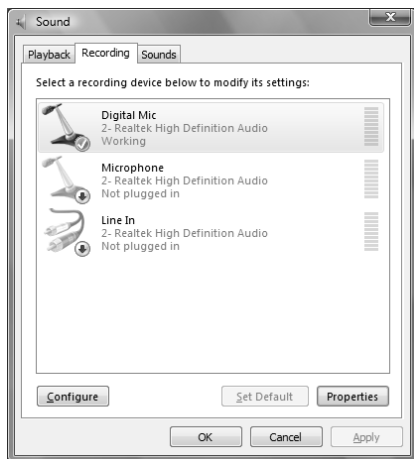 Sound
Playback Recording Sounds
Select a recording device below to modify its settings:
Digital Mic
2- Realtek High Definition Audio
Working
Microphone
2- Realtek High Definition Audio
Not plugged in
Line In
2- Realtek High Definition Audio
Not plugged in
Configure Set Default Properties
OK Cancel Apply